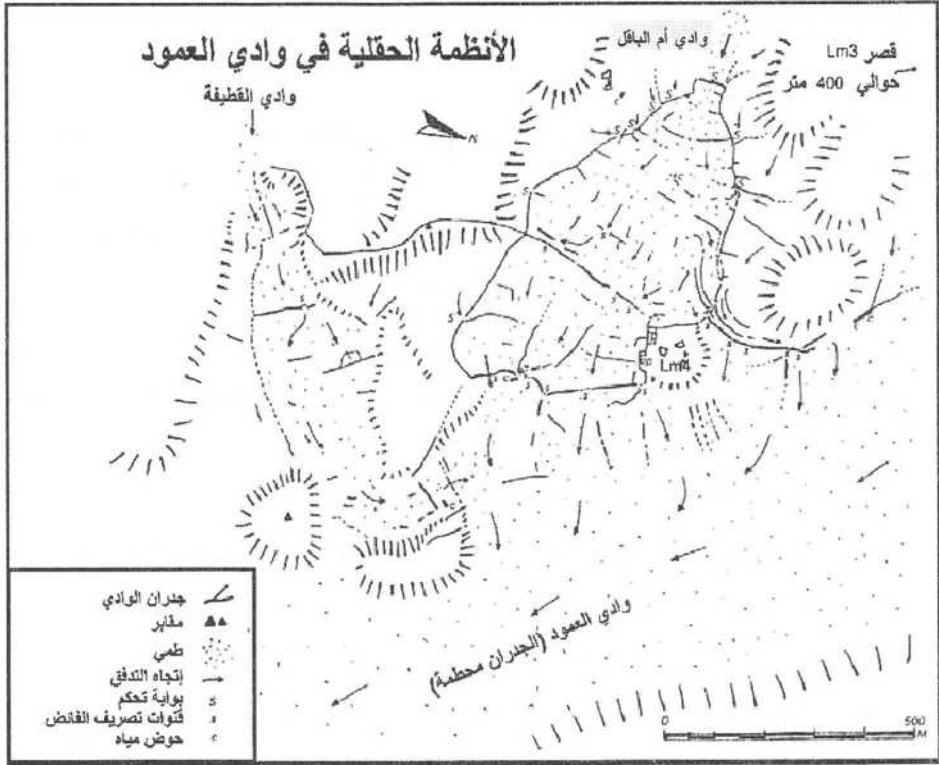 الأنظمة الحقلية في وادي العمود
وادي أم الباقل
قصر Lm3
حوالي 400 متر
وادي القطيفة
N
Lm4
وادي العمود (الجدران محطمة)
جدران الوادي
مقابر
طمي
إتجاه التدفق
بوابة تحكم
قنوات تصريف الفائض
حوض مياه
0 500
M